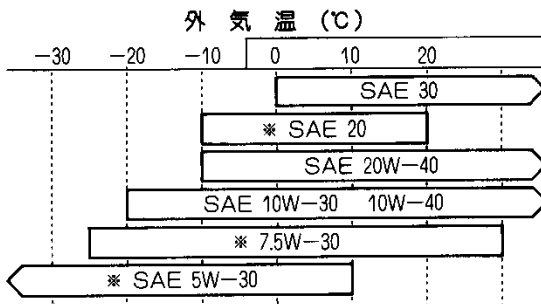 外気温 (℃)
-30 -20 -10 0 10 20
SAE 30
※ SAE 20
SAE 20W-40
SAE 10W-30 10W-40
※ 7.5W-30
※ SAE 5W-30